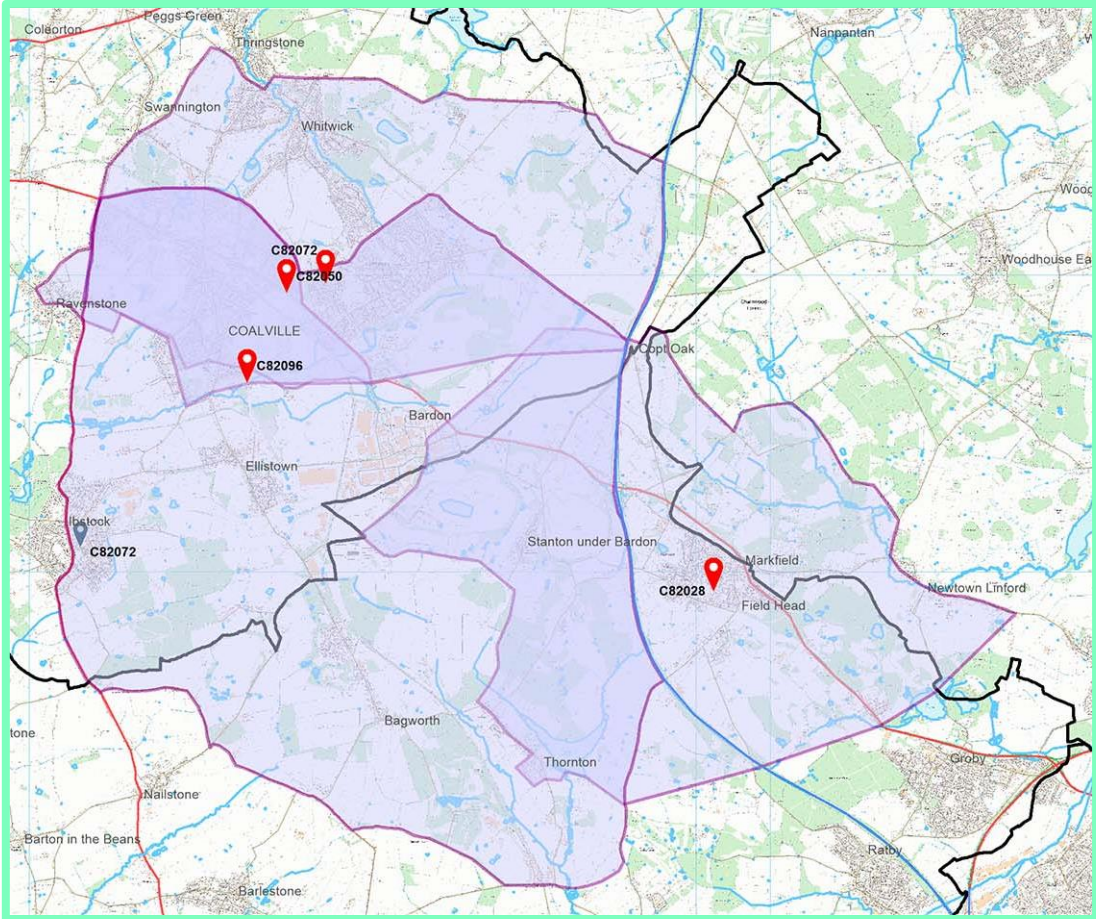 Peggs Green
Coleorton
Thringstone
Nanpantan
Swannington
Whitwick
Woo
C82072
C82050
Woodhouse Ea
Ravenstone
COALVILLE
Copt Oak
C82096
Bardon
Ellistown
Ibstock
C82072
Stanton under Bardon
Markfield
C82028
Field Head
Newtown Linford
Bagworth
tone
Thornton
Groby
Nailstone
Barton in the Beans
Ratby
Barlestone